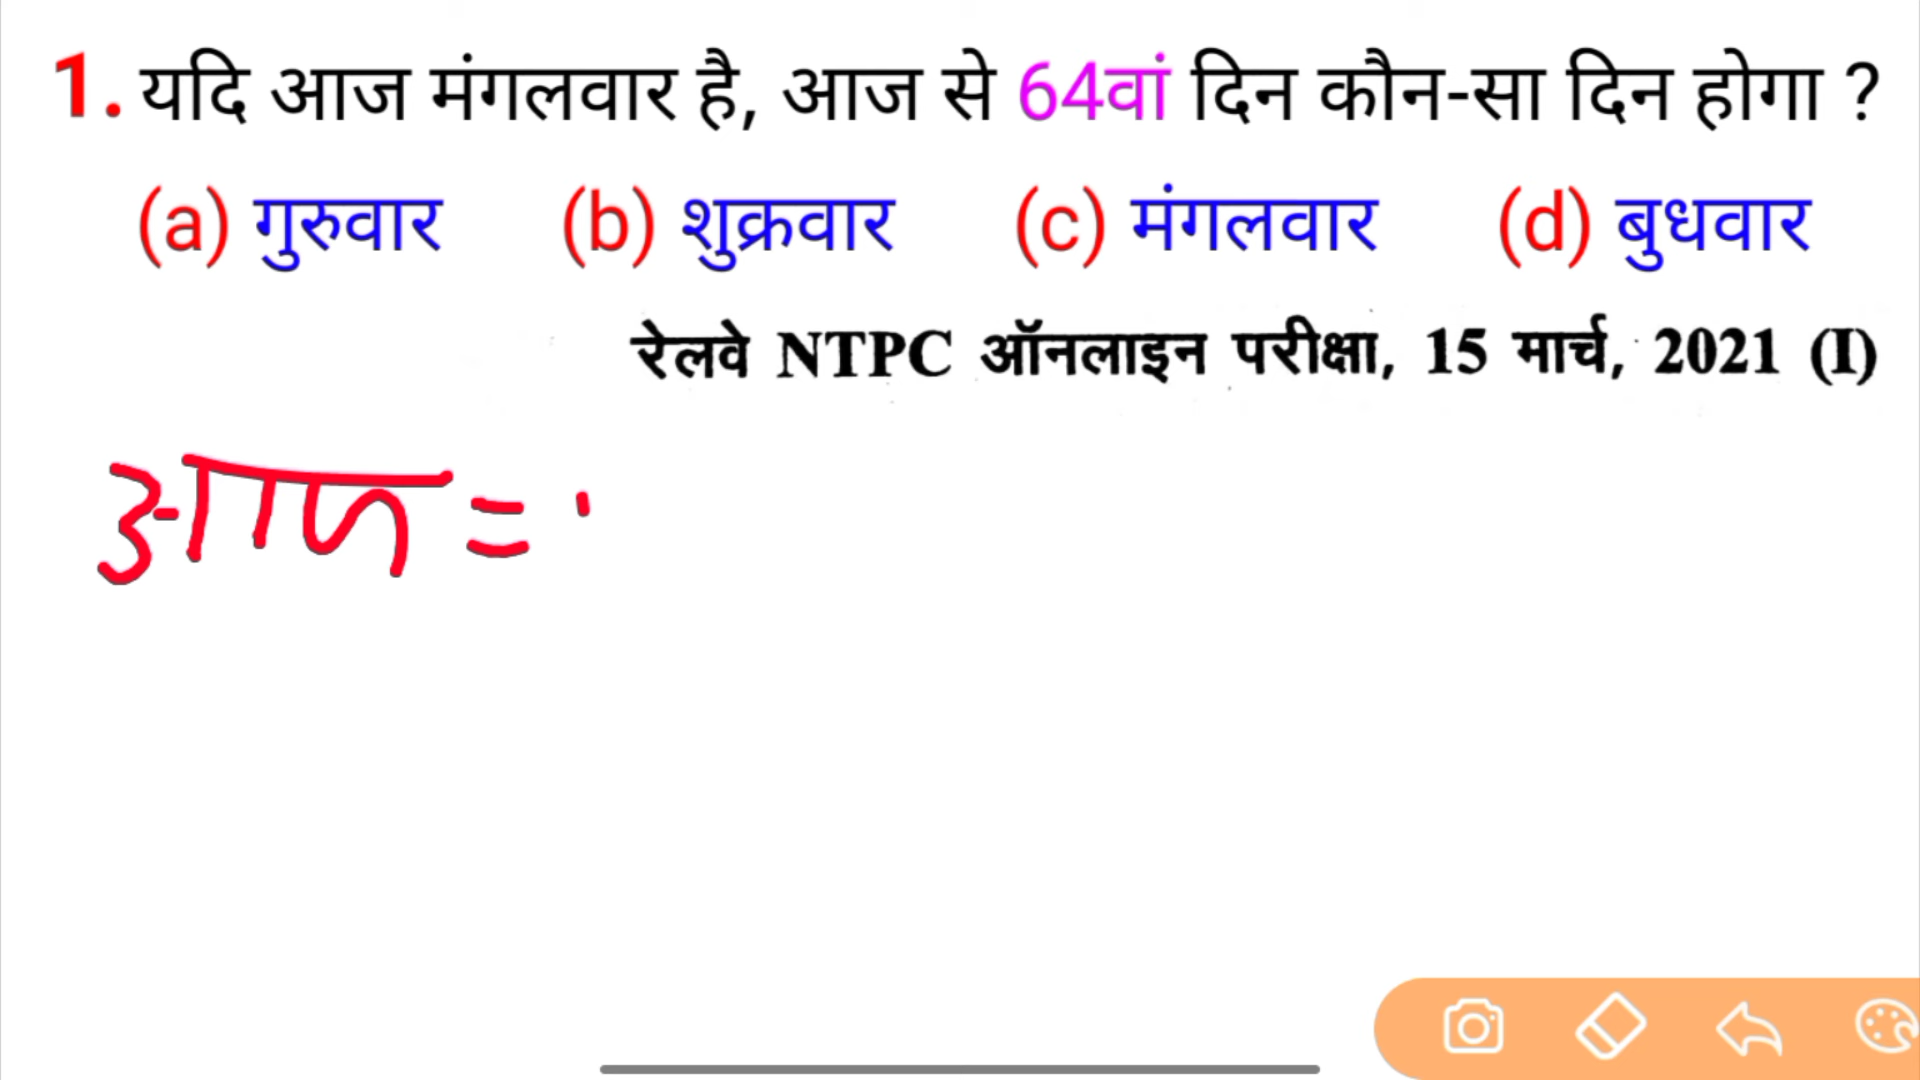 1. यदि आज मंगलवार है, आज से 64वां दिन कौन-सा दिन होगा ?
(a) गुरुवार (b) शुक्रवार (c) मंगलवार (d) बुधवार
रेलवे NTPC ऑनलाइन परीक्षा, 15 मार्च, 2021 (I)
आज =